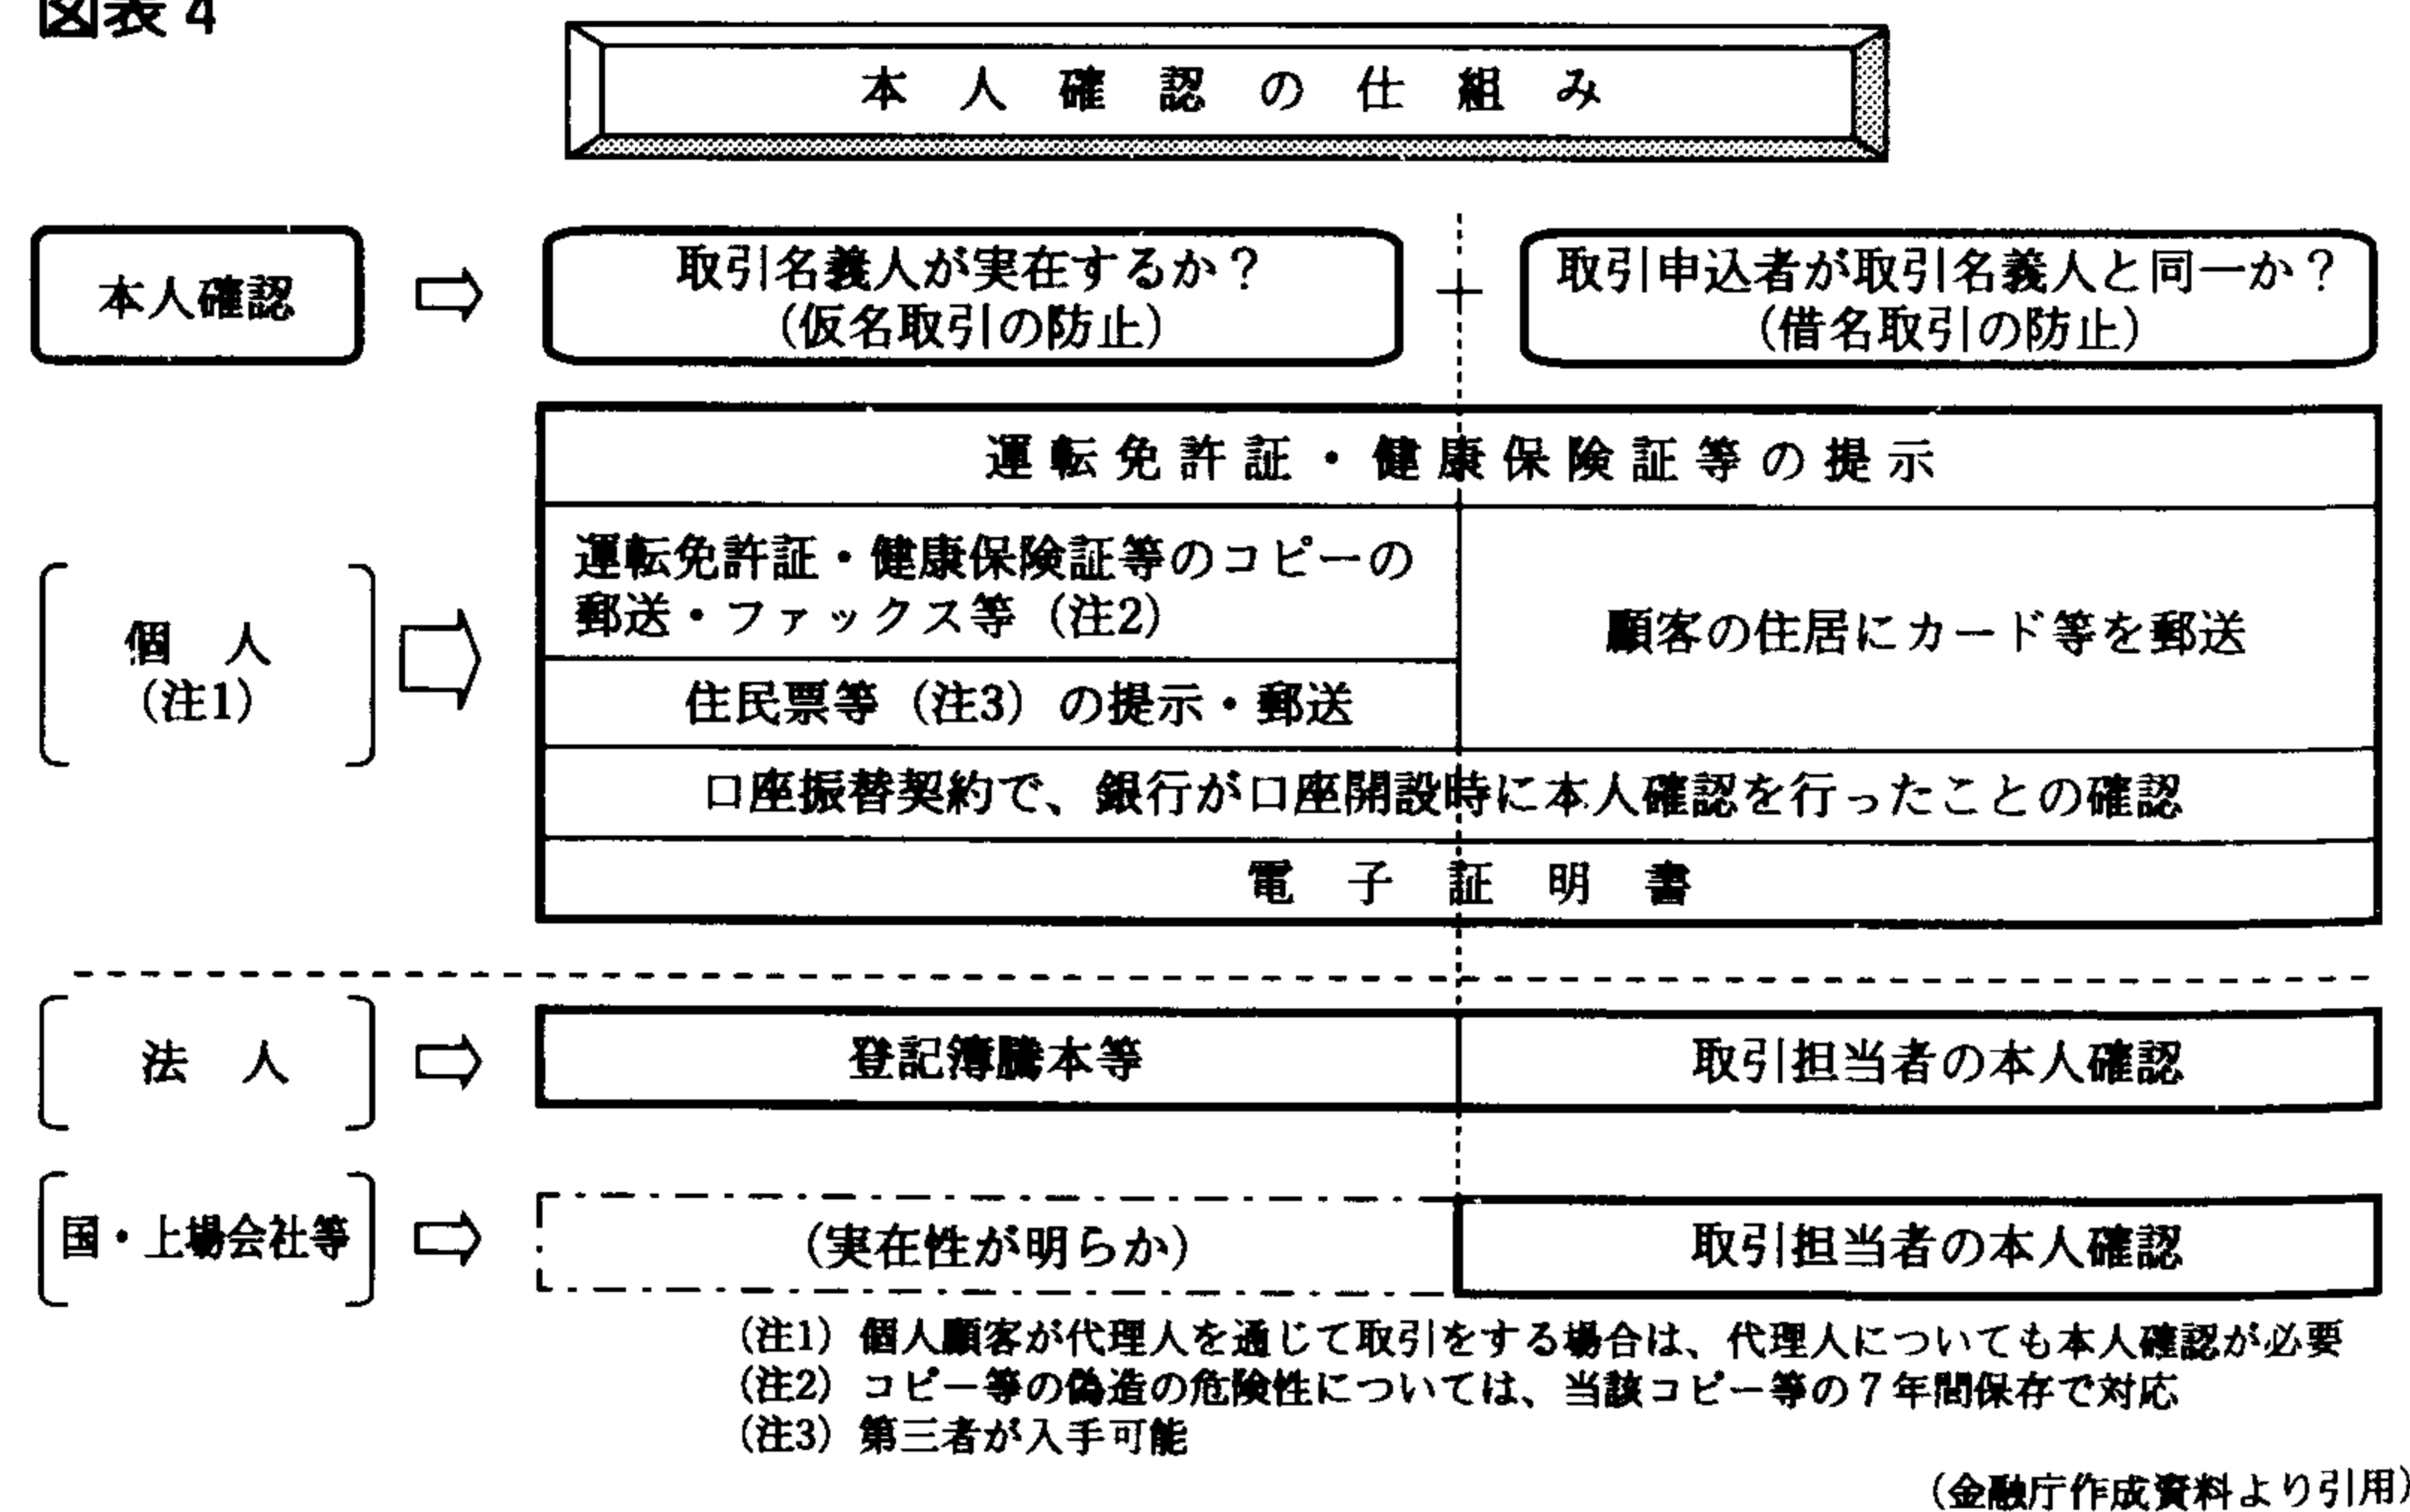 図表4
本人確認の仕組み
本人確認
取引名義人が実在するか？
（仮名取引の防止）
＋
取引申込者が取引名義人と同一か？
（借名取引の防止）
個人
（注1）
運転免許証・健康保険証等の提示
運転免許証・健康保険証等のコピーの
郵送・ファックス等（注2）
顧客の住居にカード等を郵送
住民票等（注3）の提示・郵送
口座振替契約で、銀行が口座開設時に本人確認を行ったことの確認
電子証明書
法人
登記簿謄本等
取引担当者の本人確認
国・上場会社等
（実在性が明らか）
取引担当者の本人確認
（注1）個人顧客が代理人を通じて取引をする場合は、代理人についても本人確認が必要
（注2）コピー等の偽造の危険性については、当該コピー等の7年間保存で対応
（注3）第三者が入手可能
（金融庁作成資料より引用）